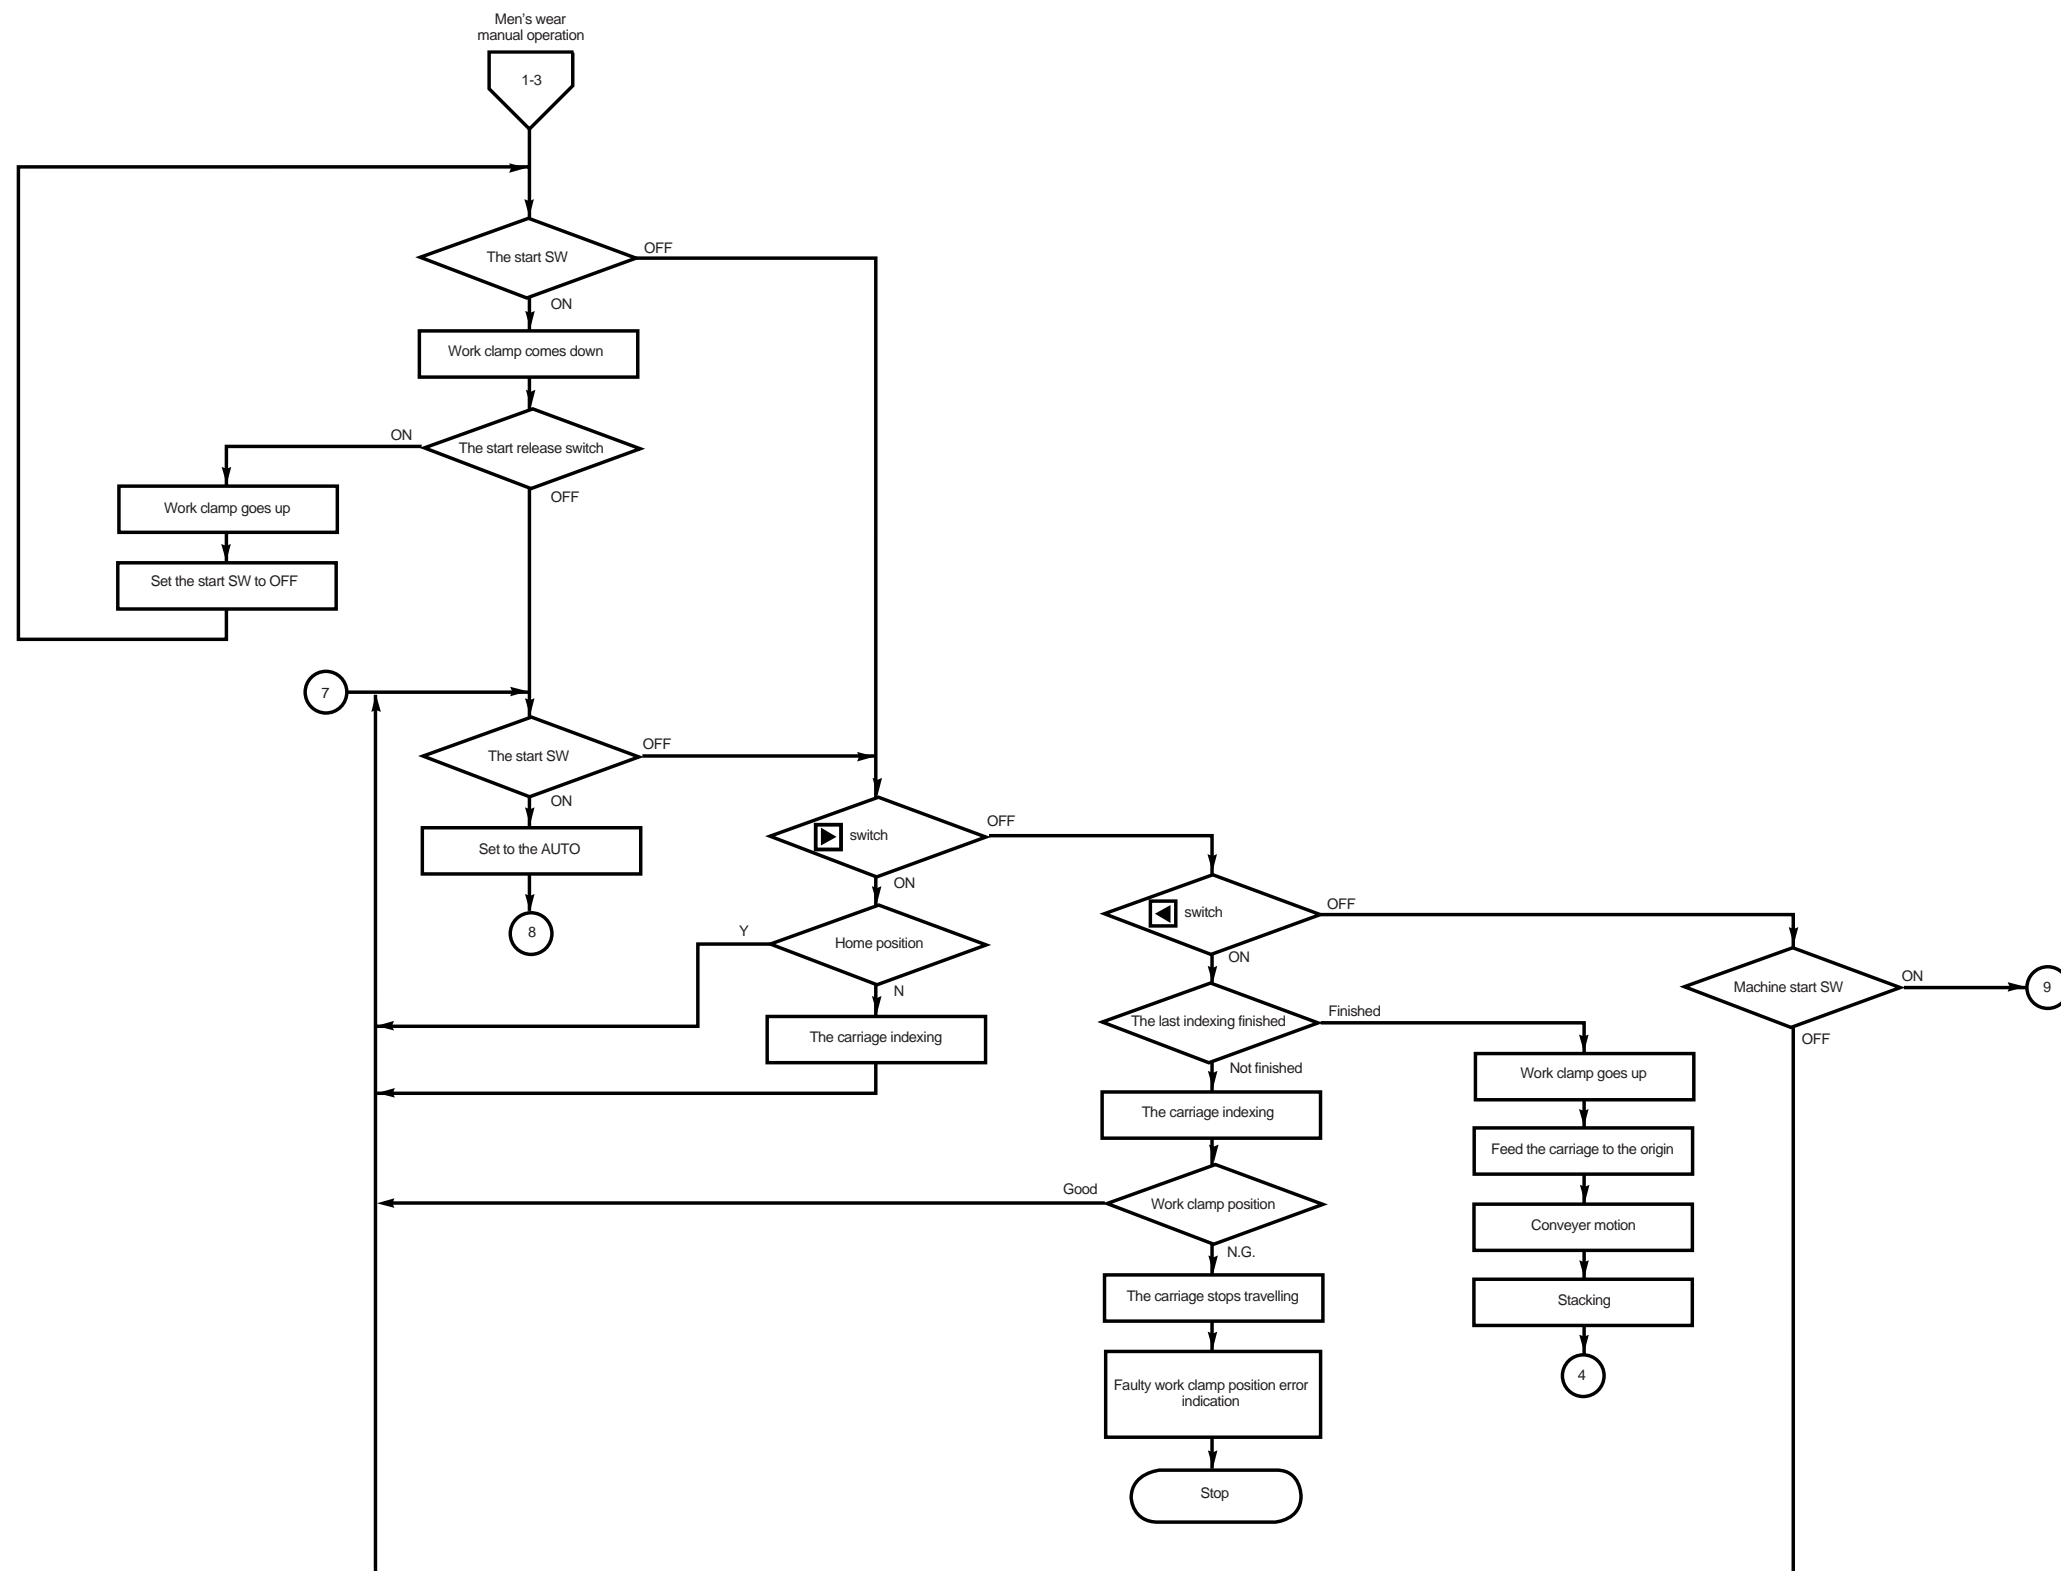 Men's wear
manual operation
1-3
The start SW
OFF
ON
Work clamp comes down
The start release switch
ON
OFF
Work clamp goes up
Set the start SW to OFF
7
The start SW
OFF
ON
Set to the AUTO
8
switch
OFF
ON
Home position
Y
N
The carriage indexing
switch
OFF
ON
The last indexing finished
Finished
Not finished
The carriage indexing
Work clamp position
Good
N.G.
The carriage stops travelling
Faulty work clamp position error
indication
Stop
Work clamp goes up
Feed the carriage to the origin
Conveyer motion
Stacking
4
Machine start SW
ON
OFF
9